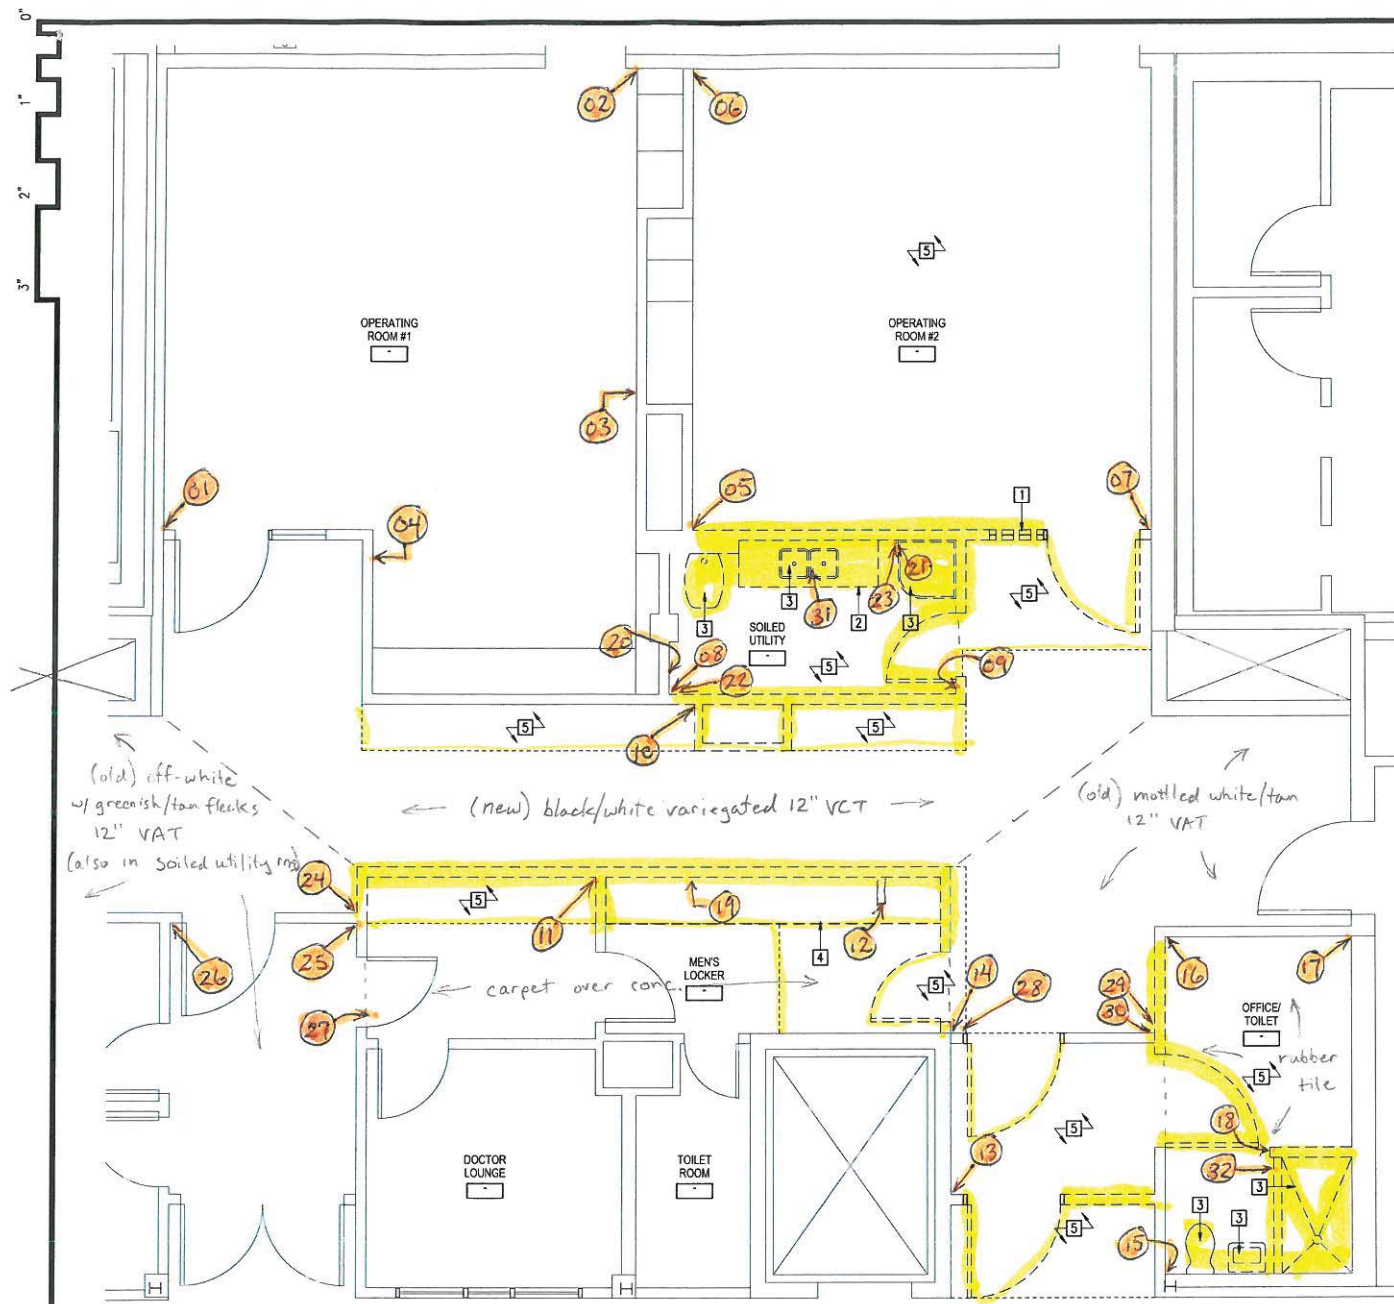 0"
1"
2"
3"
02
06
5
OPERATING
ROOM #1
OPERATING
ROOM #2
03
01
04
05
07
1
21
3
31
23
3
2
3
5
SOILED
UTILITY
20
08
22
09
5
5
5
10
(old) off-white
w/ greenish/tan flecks
12" VAT
(also in soiled utility rm)
(new) black/white variegated 12" VCT
(old) mottled white/tan
12" VAT
24
5
19
11
12
4
25
26
MEN'S
LOCKER
carpet over conc.
5
14
28
16
17
29
30
27
OFFICE/
TOILET
rubber
tile
5
5
18
13
32
3
DOCTOR
LOUNGE
TOILET
ROOM
3
3
5
15
H
H
H